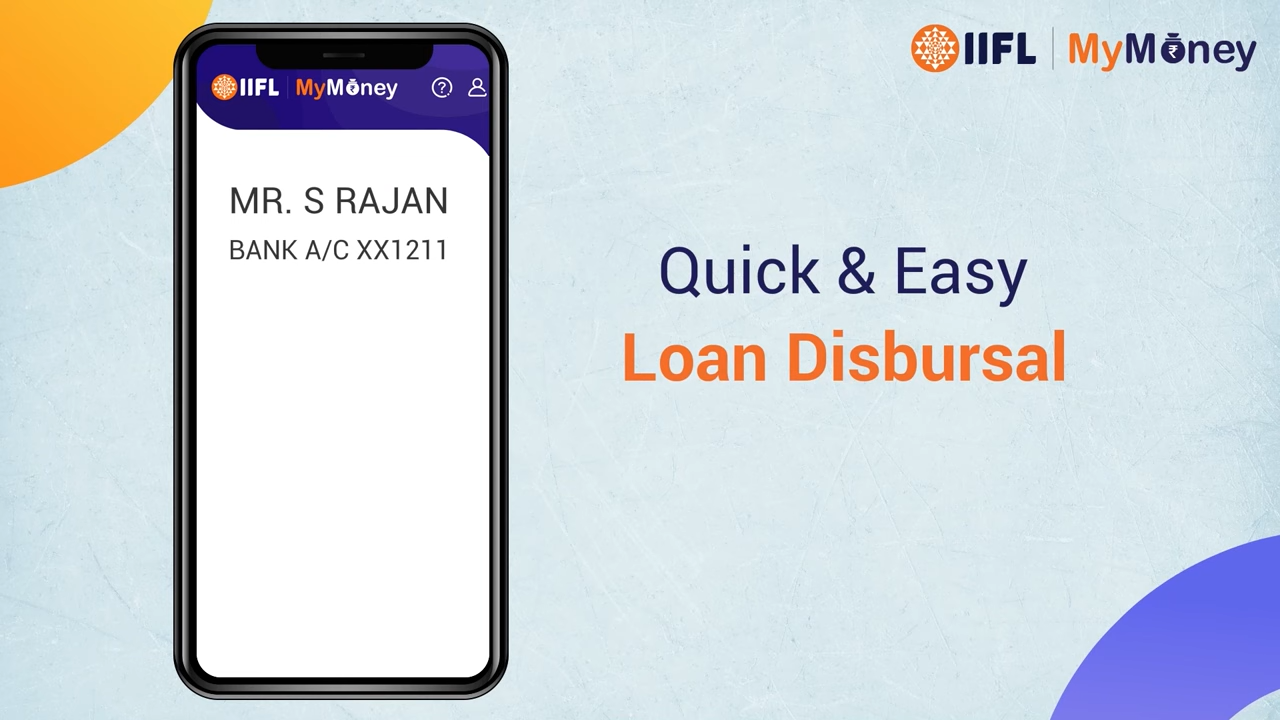 IIFL | MyMoney
IIFL | MyMoney
MR. S RAJAN
BANK A/C XX1211
Quick & Easy
Loan Disbursal